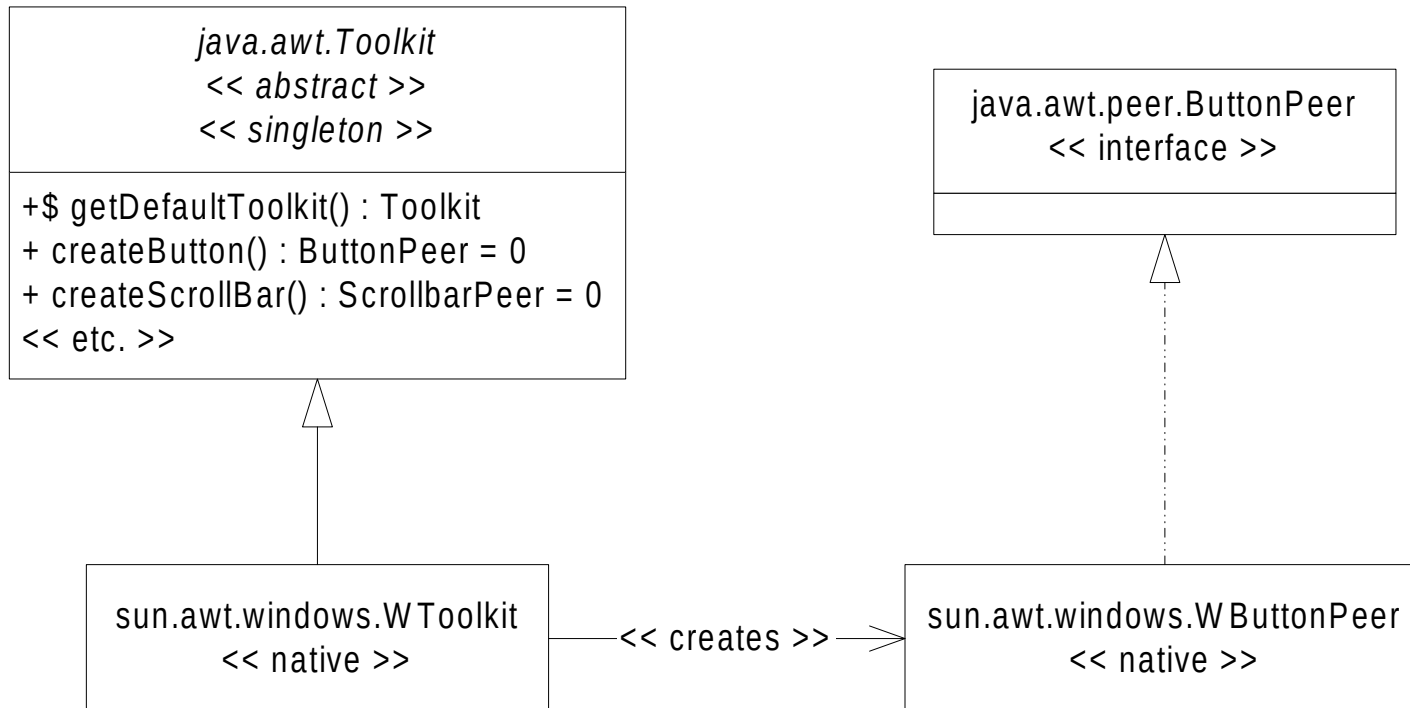 java.awt.Toolkit
<< abstract >>
<< singleton >>
+$ getDefaultToolkit() : Toolkit
+ createButton() : ButtonPeer = 0
+ createScrollBar() : ScrollbarPeer = 0
<< etc. >>
java.awt.peer.ButtonPeer
<< interface >>
sun.awt.windows.WToolkit
<< native >>
<< creates >>
sun.awt.windows.WButtonPeer
<< native >>